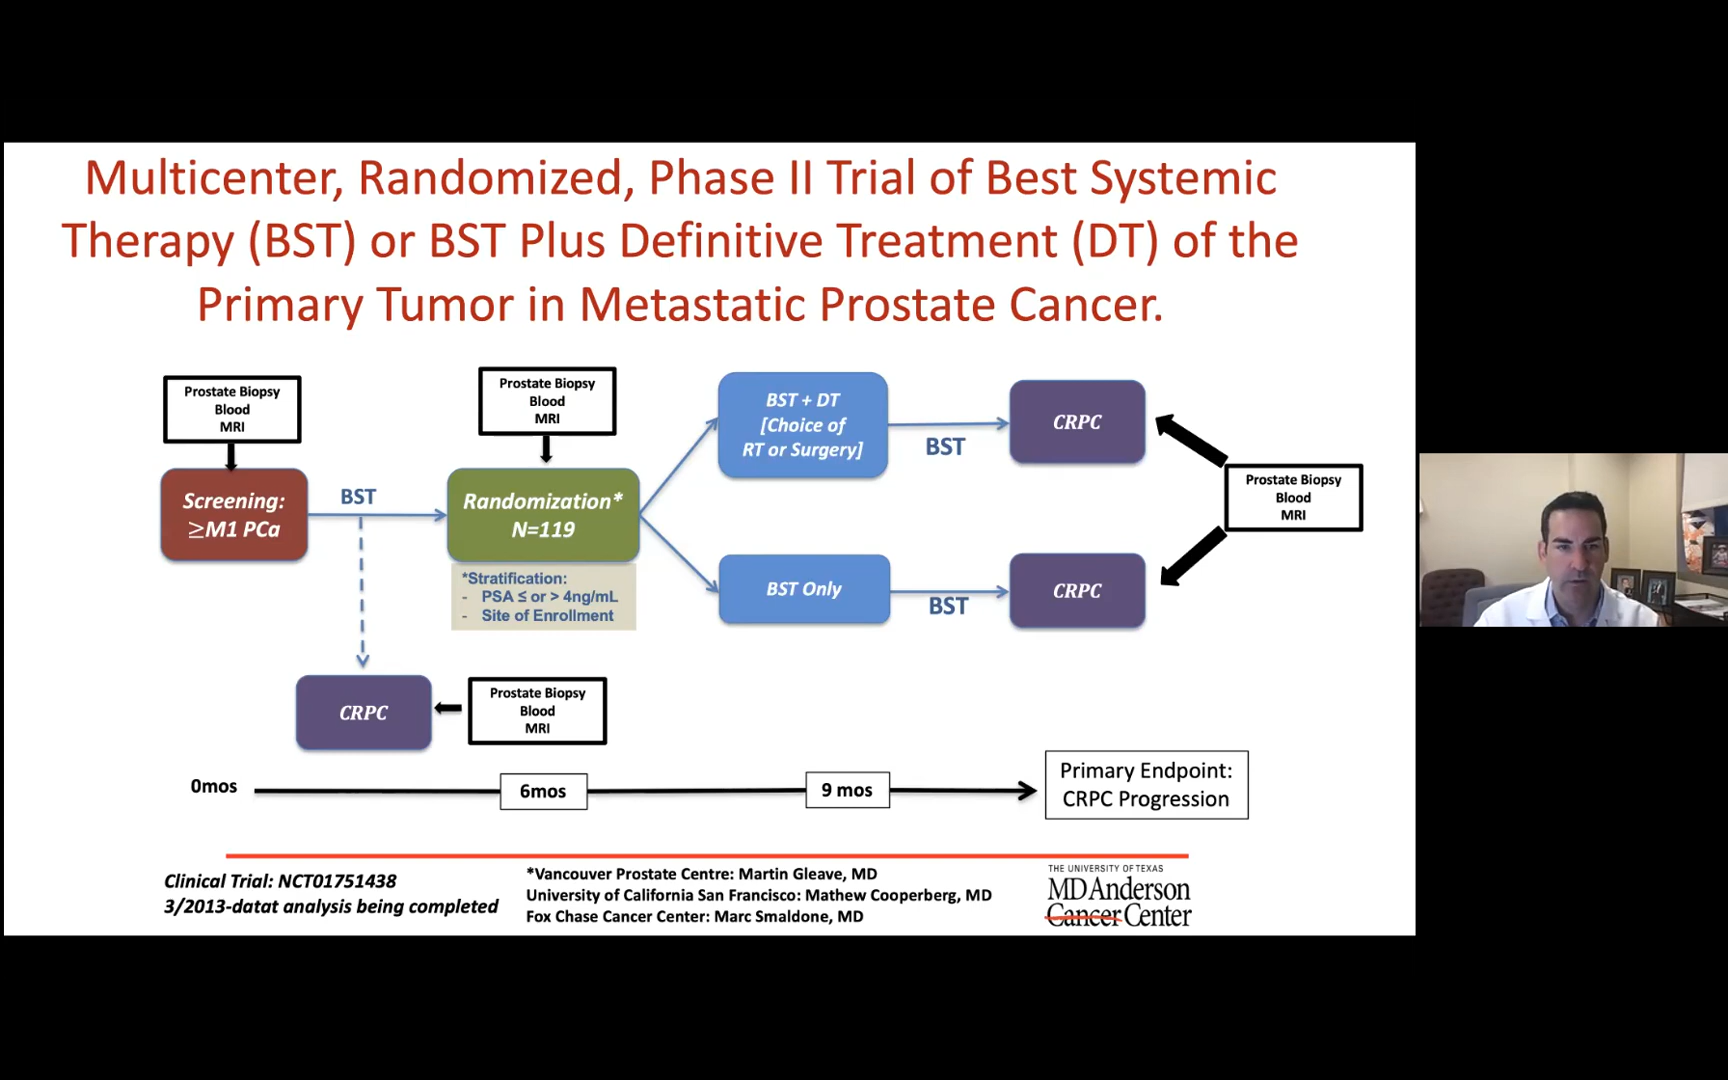 Multicenter, Randomized, Phase II Trial of Best Systemic
Therapy (BST) or BST Plus Definitive Treatment (DT) of the
Primary Tumor in Metastatic Prostate Cancer.
Prostate Biopsy
Blood
MRI
Prostate Biopsy
Blood
MRI
BST + DT
[Choice of
RT or Surgery]
CRPC
BST
Screening:
≥M1 PCa
BST
Randomization*
N=119
Prostate Biopsy
Blood
MRI
*Stratification:
- PSA ≤ or > 4ng/mL
- Site of Enrollment
BST Only
BST
CRPC
CRPC
Prostate Biopsy
Blood
MRI
0mos
6mos
9 mos
Primary Endpoint:
CRPC Progression
Clinical Trial: NCT01751438
3/2013-datat analysis being completed
*Vancouver Prostate Centre: Martin Gleave, MD
University of California San Francisco: Mathew Cooperberg, MD
Fox Chase Cancer Center: Marc Smaldone, MD
THE UNIVERSITY OF TEXAS
MD Anderson
Cancer Center